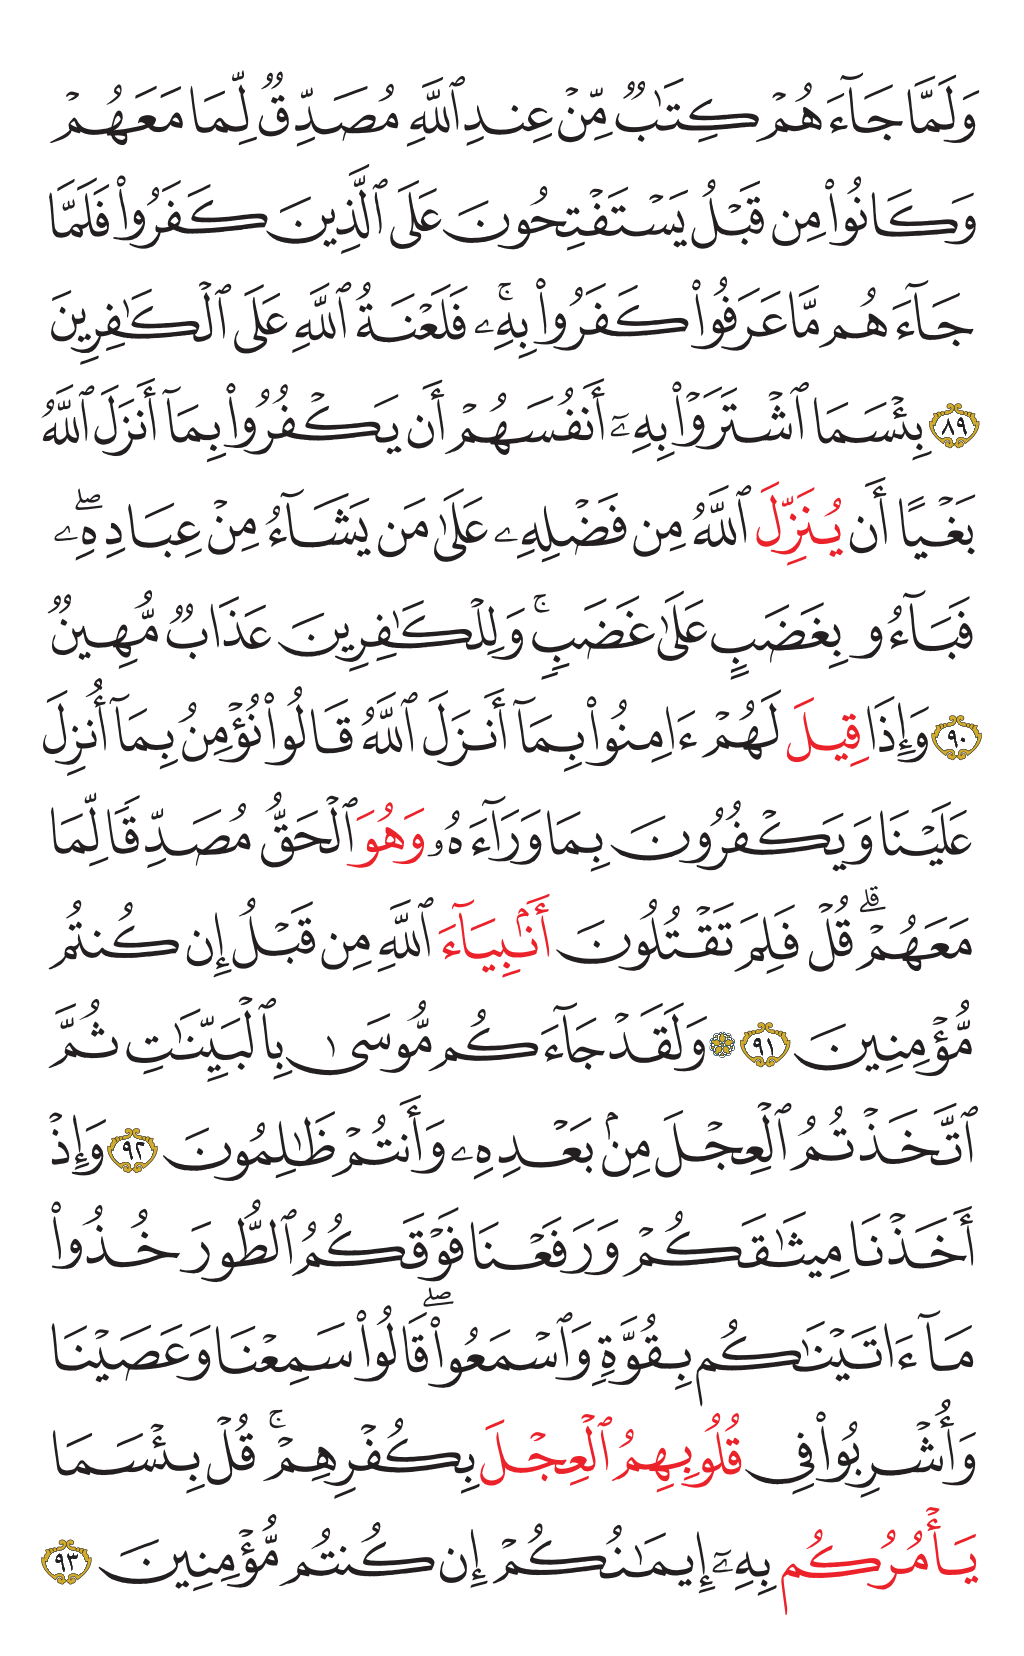 وَلَمَّا جَآءَهُمۡ كِتَٰبٞ مِّنۡ عِندِ ٱللَّهِ مُصَدِّقٞ لِّمَا مَعَهُمۡ
وَكَانُواْ مِن قَبۡلُ يَسۡتَفۡتِحُونَ عَلَى ٱلَّذِينَ كَفَرُواْ فَلَمَّا
جَآءَهُم مَّا عَرَفُواْ كَفَرُواْ بِهِۦۚ فَلَعۡنَةُ ٱللَّهِ عَلَى ٱلۡكَٰفِرِينَ
٨٩ بِئۡسَمَا ٱشۡتَرَوۡاْ بِهِۦٓ أَنفُسَهُمۡ أَن يَكۡفُرُواْ بِمَآ أَنزَلَ ٱللَّهُ
بَغۡيًا أَن يُنَزِّلَ ٱللَّهُ مِن فَضۡلِهِۦ عَلَىٰ مَن يَشَآءُ مِنۡ عِبَادِهِۦۖ
فَبَآءُو بِغَضَبٍ عَلَىٰ غَضَبٖۚ وَلِلۡكَٰفِرِينَ عَذَابٞ مُّهِينٞ
٩٠ وَإِذَا قِيلَ لَهُمۡ ءَامِنُواْ بِمَآ أَنزَلَ ٱللَّهُ قَالُواْ نُؤۡمِنُ بِمَآ أُنزِلَ
عَلَيۡنَا وَيَكۡفُرُونَ بِمَا وَرَآءَهُۥ وَهُوَ ٱلۡحَقُّ مُصَدِّقٗا لِّمَا
مَعَهُمۡۗ قُلۡ فَلِمَ تَقۡتُلُونَ أَنۢبِيَآءَ ٱللَّهِ مِن قَبۡلُ إِن كُنتُم
مُّؤۡمِنِينَ ٩١ ۞ وَلَقَدۡ جَآءَكُم مُّوسَىٰ بِٱلۡبَيِّنَٰتِ ثُمَّ
ٱتَّخَذۡتُمُ ٱلۡعِجۡلَ مِنۢ بَعۡدِهِۦ وَأَنتُمۡ ظَٰلِمُونَ ٩٢ وَإِذۡ
أَخَذۡنَا مِيثَٰقَكُمۡ وَرَفَعۡنَا فَوۡقَكُمُ ٱلطُّورَ خُذُواْ
مَآ ءَاتَيۡنَٰكُم بِقُوَّةٖ وَٱسۡمَعُواْۖ قَالُواْ سَمِعۡنَا وَعَصَيۡنَا
وَأُشۡرِبُواْ فِي قُلُوبِهِمُ ٱلۡعِجۡلَ بِكُفۡرِهِمۡۚ قُلۡ بِئۡسَمَا
يَأۡمُرُكُم بِهِۦٓ إِيمَٰنُكُمۡ إِن كُنتُم مُّؤۡمِنِينَ ٩٣